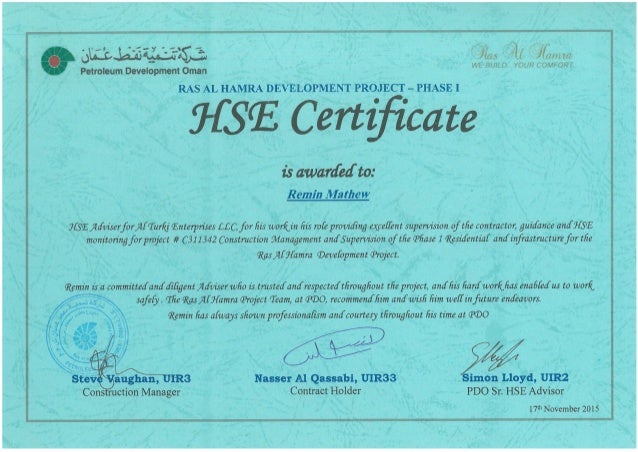 شركة تنمية نفط عمان
Petroleum Development Oman
Ras Al Hamra
WE BUILD. YOUR COMFORT.
RAS AL HAMRA DEVELOPMENT PROJECT – PHASE I
HSE Certificate
is awarded to:
Remin Mathew
HSE Adviser for Al Turki Enterprises LLC, for his work in his role providing excellent supervision of the contractor, guidance and HSE
monitoring for project # C311342 Construction Management and Supervision of the Phase 1 Residential and infrastructure for the
Ras Al Hamra Development Project.
Remin is a committed and diligent Adviser who is trusted and respected throughout the project, and his hard work has enabled us to work
safely. The Ras Al Hamra Project Team, at PDO, recommend him and wish him well in future endeavors.
Remin has always shown professionalism and courtesy throughout his time at PDO
Steve Vaughan, UIR3
Construction Manager
Nasser Al Qassabi, UIR33
Contract Holder
Simon Lloyd, UIR2
PDO Sr. HSE Advisor
17th November 2015